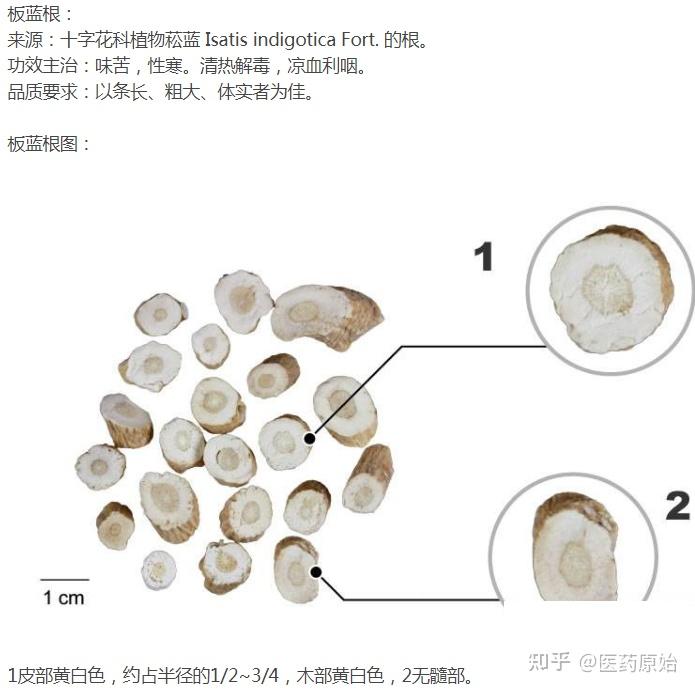 板蓝根：
来源：十字花科植物菘蓝 Isatis indigotica Fort. 的根。
功效主治：味苦，性寒。清热解毒，凉血利咽。
品质要求：以条长、粗大、体实者为佳。
板蓝根图：
1
2
1 cm
知乎 @医药原始
1皮部黄白色，约占半径的1/2~3/4，木部黄白色，2无髓部。